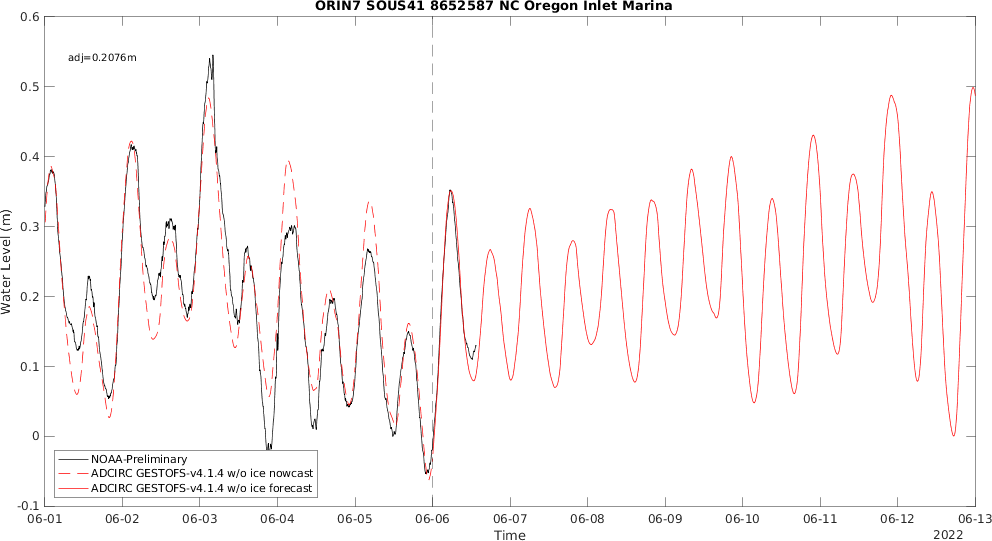 ORIN7 SOUS41 8652587 NC Oregon Inlet Marina
0.6
adj=0.2076m
0.5
0.4
0.3
Water Level (m)
0.2
0.1
0
NOAA-Preliminary
ADCIRC GESTOFS-v4.1.4 w/o ice nowcast
ADCIRC GESTOFS-v4.1.4 w/o ice forecast
-0.1
06-01 06-02 06-03 06-04 06-05 06-06 06-07 06-08 06-09 06-10 06-11 06-12 06-13
Time
2022